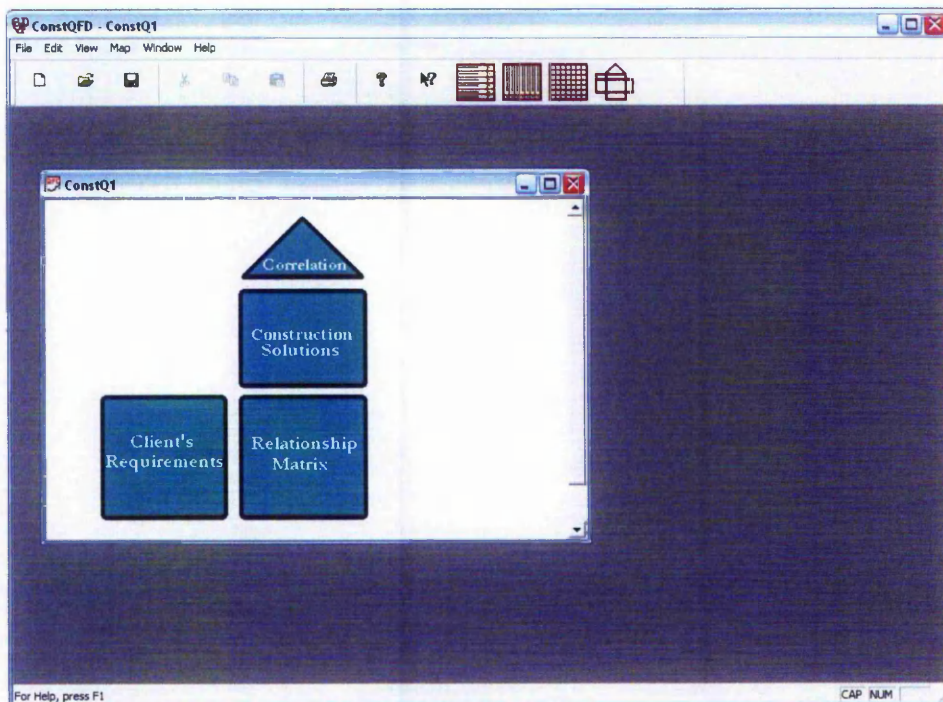 ConstQFD - ConstQ1
File Edit View Map Window Help
ConstQ1
Correlation
Construction
Solutions
Client's
Requirements
Relationship
Matrix
For Help, press F1
CAP NUM